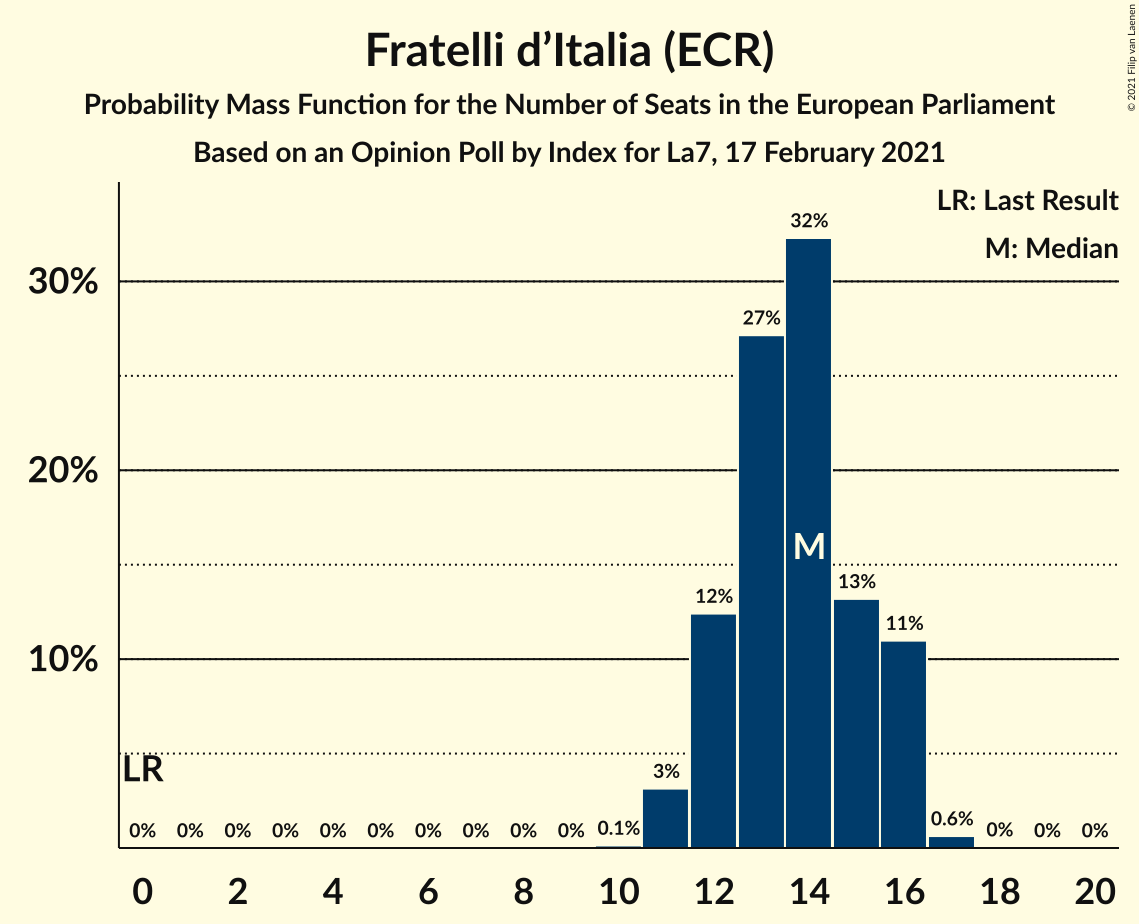 Fratelli d’Italia (ECR)
Probability Mass Function for the Number of Seats in the European Parliament
Based on an Opinion Poll by Index for La7, 17 February 2021
© 2021 Filip van Laenen
LR: Last Result
M: Median
30%
20%
10%
32%
27%
M
13%
12%
11%
LR
3%
0% 0% 0% 0% 0% 0% 0% 0% 0% 0% 0.1% 0.6% 0% 0% 0%
0 2 4 6 8 10 12 14 16 18 20